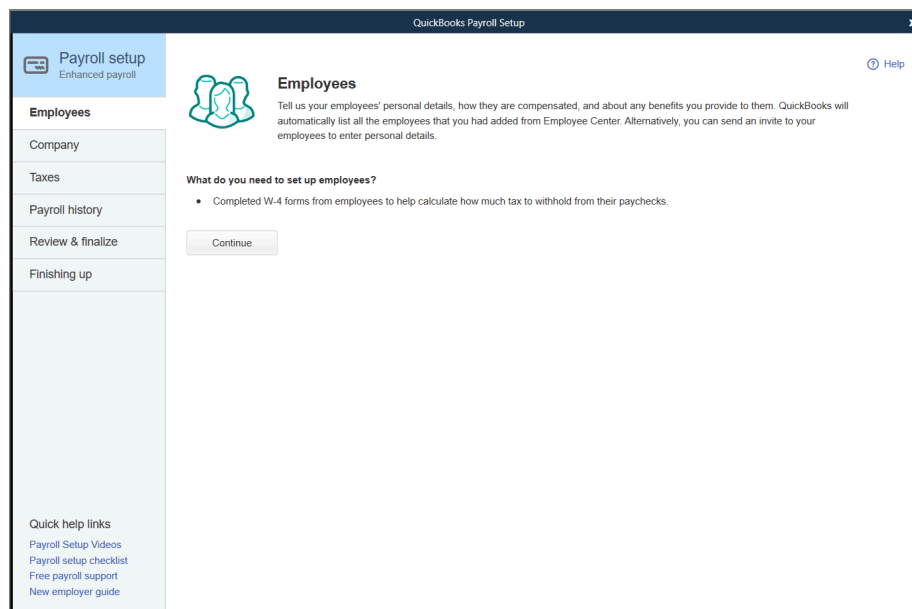 QuickBooks Payroll Setup
Payroll setup
Enhanced payroll
Employees
Company
Taxes
Payroll history
Review & finalize
Finishing up
Quick help links
Payroll Setup Videos
Payroll setup checklist
Free payroll support
New employer guide
Help
Employees
Tell us your employees' personal details, how they are compensated, and about any benefits you provide to them. QuickBooks will
automatically list all the employees that you had added from Employee Center. Alternatively, you can send an invite to your
employees to enter personal details.
What do you need to set up employees?
• Completed W-4 forms from employees to help calculate how much tax to withhold from their paychecks.
Continue